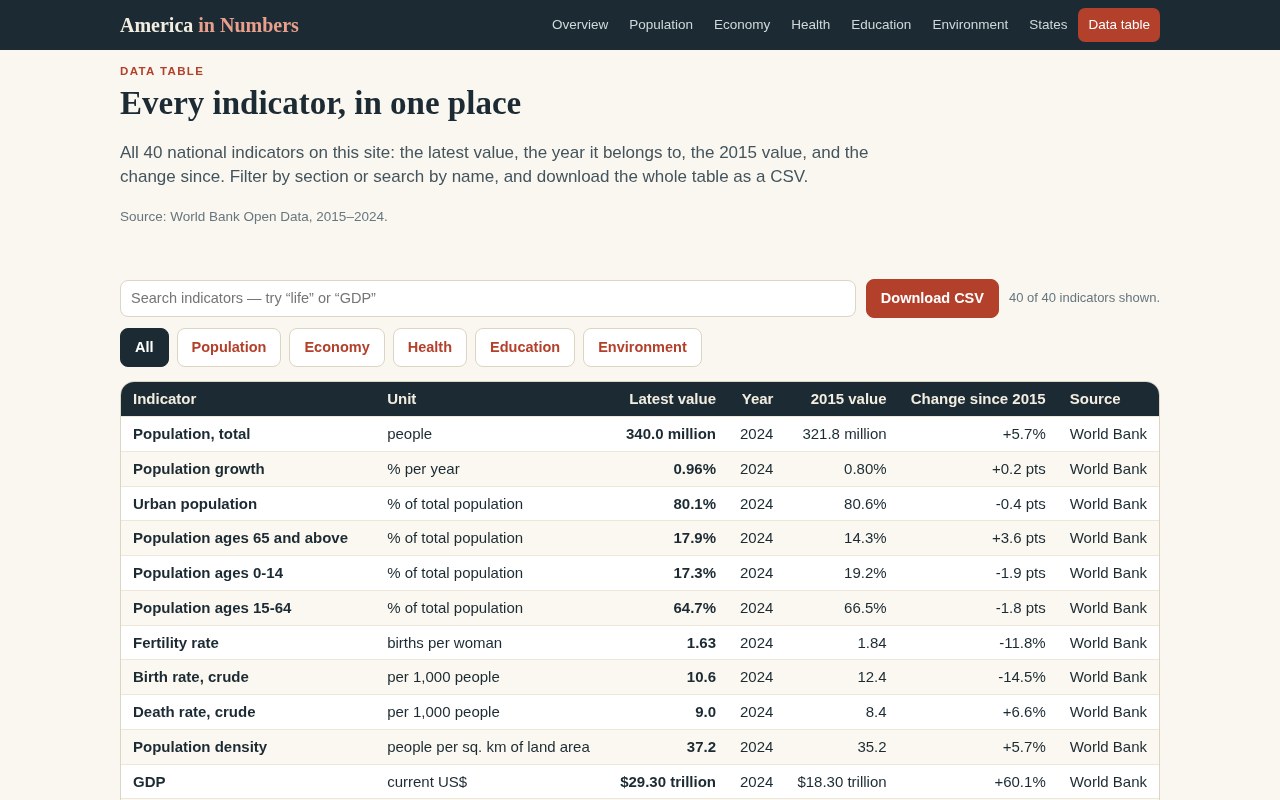 America in Numbers
Overview Population Economy Health Education Environment States Data table
DATA TABLE
Every indicator, in one place
All 40 national indicators on this site: the latest value, the year it belongs to, the 2015 value, and the
change since. Filter by section or search by name, and download the whole table as a CSV.
Source: World Bank Open Data, 2015–2024.
Search indicators — try “life” or “GDP” Download CSV 40 of 40 indicators shown.
All Population Economy Health Education Environment
Indicator Unit Latest value Year 2015 value Change since 2015 Source
Population, total people 340.0 million 2024 321.8 million +5.7% World Bank
Population growth % per year 0.96% 2024 0.80% +0.2 pts World Bank
Urban population % of total population 80.1% 2024 80.6% -0.4 pts World Bank
Population ages 65 and above % of total population 17.9% 2024 14.3% +3.6 pts World Bank
Population ages 0-14 % of total population 17.3% 2024 19.2% -1.9 pts World Bank
Population ages 15-64 % of total population 64.7% 2024 66.5% -1.8 pts World Bank
Fertility rate births per woman 1.63 2024 1.84 -11.8% World Bank
Birth rate, crude per 1,000 people 10.6 2024 12.4 -14.5% World Bank
Death rate, crude per 1,000 people 9.0 2024 8.4 +6.6% World Bank
Population density people per sq. km of land area 37.2 2024 35.2 +5.7% World Bank
GDP current US$ $29.30 trillion 2024 $18.30 trillion +60.1% World Bank